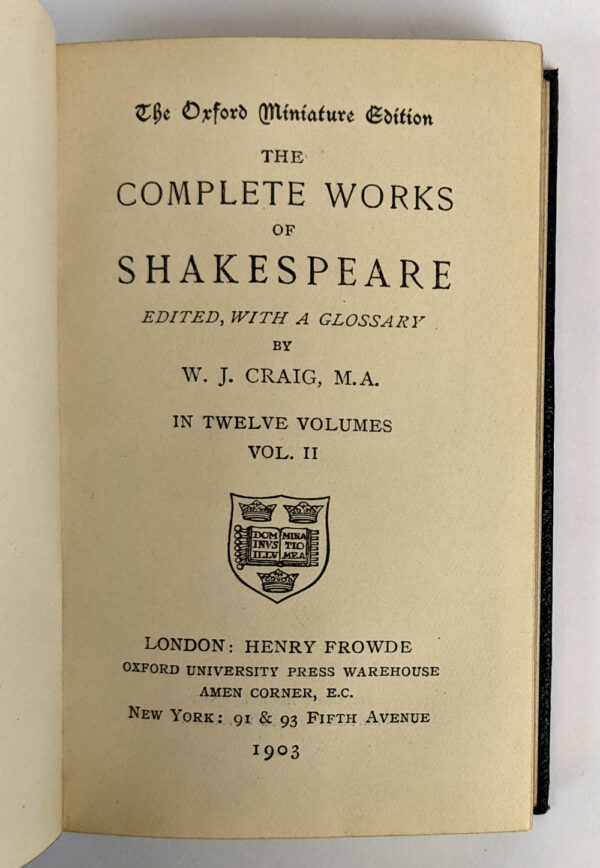 The Oxford Miniature Edition
THE
COMPLETE WORKS
OF
SHAKESPEARE
EDITED, WITH A GLOSSARY
BY
W. J. CRAIG, M.A.
IN TWELVE VOLUMES
VOL. II
DOM MINA
INVS TIO
ILLV MEA
LONDON: HENRY FROWDE
OXFORD UNIVERSITY PRESS WAREHOUSE
AMEN CORNER, E.C.
NEW YORK: 91 & 93 FIFTH AVENUE
1903